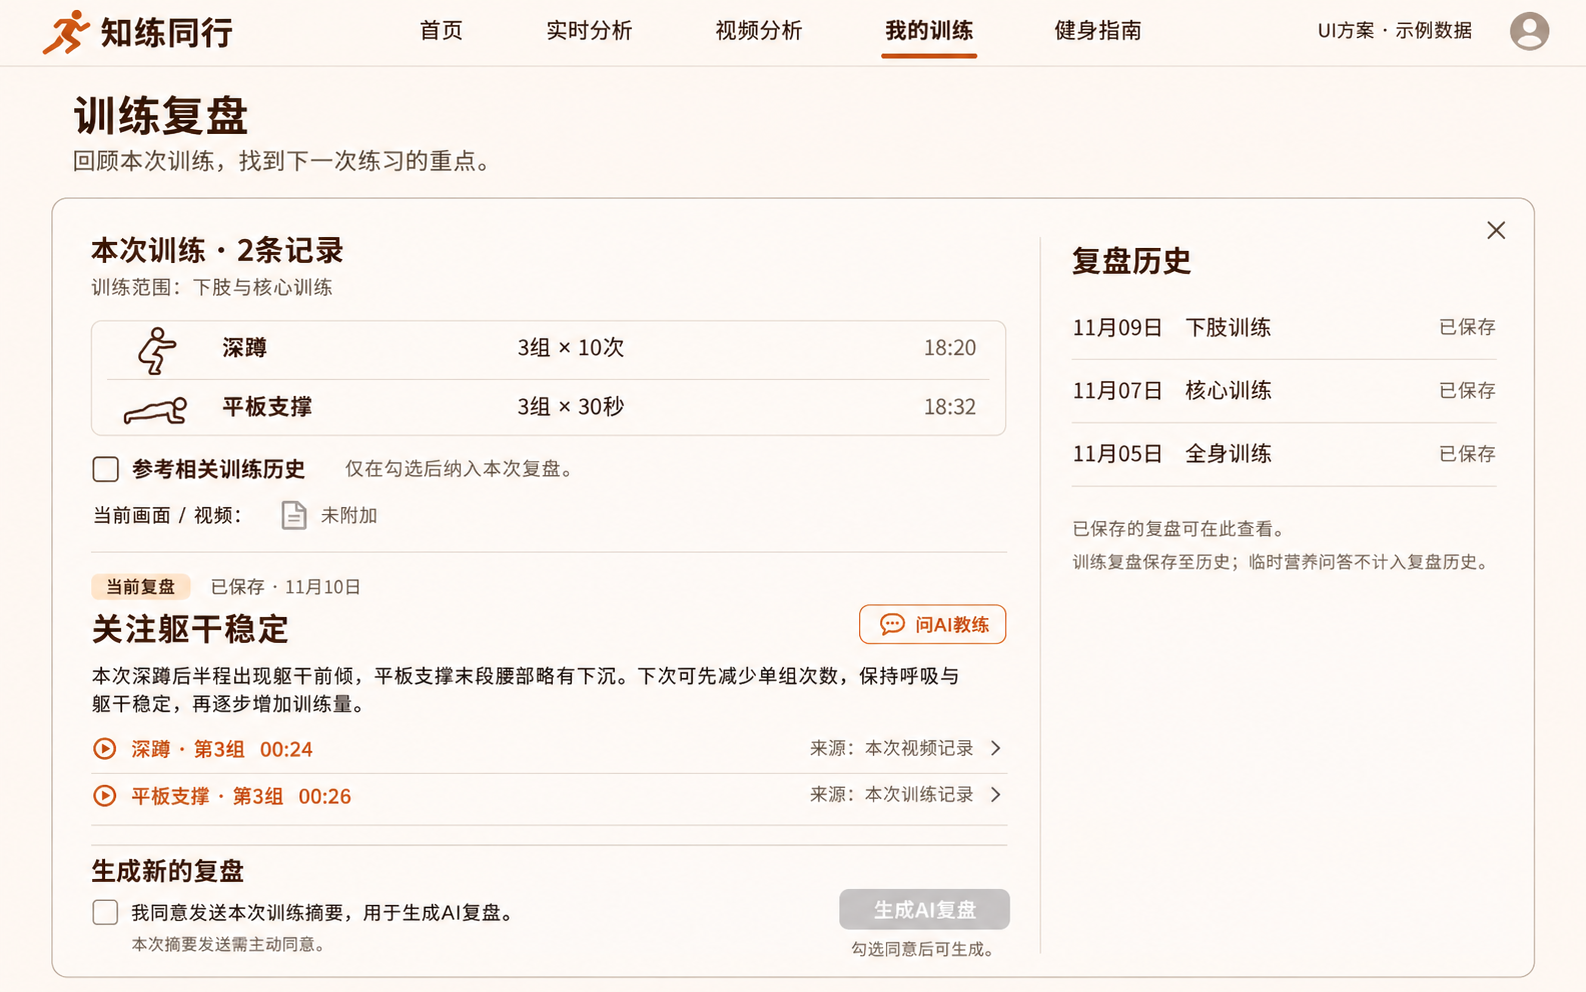 知练同行
首页
实时分析
视频分析
我的训练
健身指南
UI方案 · 示例数据
训练复盘
回顾本次训练，找到下一次练习的重点。
本次训练 · 2条记录
训练范围：下肢与核心训练
深蹲 3组 × 10次 18:20
平板支撑 3组 × 30秒 18:32
参考相关训练历史 仅在勾选后纳入本次复盘。
当前画面 / 视频： 未附加
当前复盘 已保存 · 11月10日
关注躯干稳定
问AI教练
本次深蹲后半程出现躯干前倾，平板支撑末段腰部略有下沉。下次可先减少单组次数，保持呼吸与
躯干稳定，再逐步增加训练量。
深蹲 · 第3组 00:24 来源：本次视频记录
平板支撑 · 第3组 00:26 来源：本次训练记录
生成新的复盘
我同意发送本次训练摘要，用于生成AI复盘。
本次摘要发送需主动同意。
生成AI复盘
勾选同意后可生成。
复盘历史
11月09日 下肢训练 已保存
11月07日 核心训练 已保存
11月05日 全身训练 已保存
已保存的复盘可在此查看。
训练复盘保存至历史；临时营养问答不计入复盘历史。